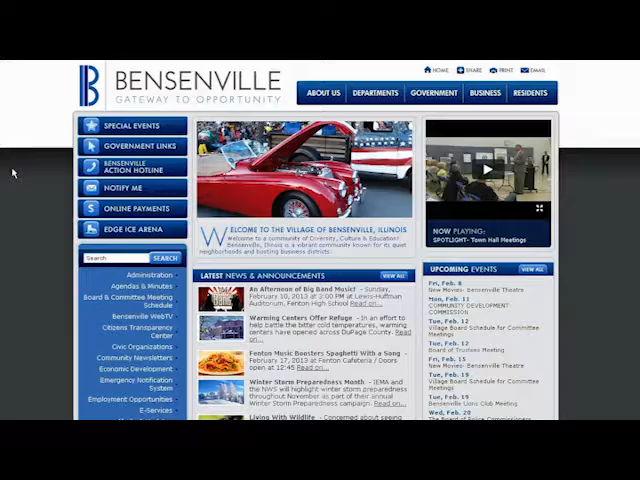 HOME SHARE PRINT EMAIL
BENSENVILLE
GATEWAY TO OPPORTUNITY
ABOUT US DEPARTMENTS GOVERNMENT BUSINESS RESIDENTS
SPECIAL EVENTS
GOVERNMENT LINKS
BENSENVILLE
ACTION HOTLINE
NOTIFY ME
ONLINE PAYMENTS
EDGE ICE ARENA
Search SEARCH
Administration
Agendas & Minutes
Board & Committee Meeting
Schedule
Bensenville WebTV
Citizens Transparency
Center
Civic Organizations
Community Newsletters
Economic Development
Emergency Notification
System
Employment Opportunities
E-Services
WELCOME TO THE VILLAGE OF BENSENVILLE, ILLINOIS
Welcome to a community of Diversity, Culture & Education!
Bensenville, Illinois is a vibrant community known for its quiet
neighborhoods and bustling business districts.
NOW PLAYING:
SPOTLIGHT- Town Hall Meetings
LATEST NEWS & ANNOUNCEMENTS VIEW ALL
An Afternoon of Big Band Music! - Sunday,
February 10, 2013 at 3:00 PM at Lewis-Huffman
Auditorium, Fenton High School Read on...
Warming Centers Offer Refuge - In an effort to
help battle the bitter cold temperatures, warming
centers have opened across DuPage County. Read
on...
Fenton Music Boosters Spaghetti With a Song -
February 17, 2013 at Fenton Cafeteria / Doors
open at 12:45 Read on...
Winter Storm Preparedness Month - IEMA and
the NWS will highlight winter storm preparedness
throughout November as part of their annual
Winter Storm Preparedness campaign. Read on...
Living With Wildlife - Concerned about seeing
UPCOMING EVENTS VIEW ALL
Fri, Feb. 8
New Movies- Bensenville Theatre
Mon, Feb. 11
COMMUNITY DEVELOPMENT
COMMISSION
Tue, Feb. 12
Village Board Schedule for Committee
Meetings
Tue, Feb. 12
Board of Trustees Meeting
Fri, Feb. 15
New Movies- Bensenville Theatre
Tue, Feb. 19
Village Board Schedule for Committee
Meetings
Tue, Feb. 19
Bensenville Lions Club Meeting
Wed, Feb. 20
The Board of Police Commissioners